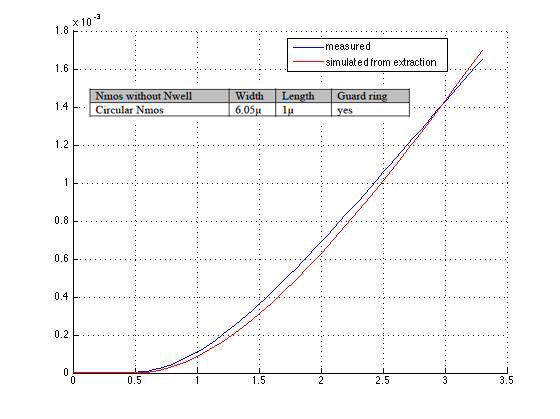 x 10⁻³
1.8
measured
simulated from extraction
1.6
Nmos without Nwell Width Length Guard ring
Circular Nmos 6.05µ 1µ yes
1.4
1.2
1
0.8
0.6
0.4
0.2
0
0 0.5 1 1.5 2 2.5 3 3.5